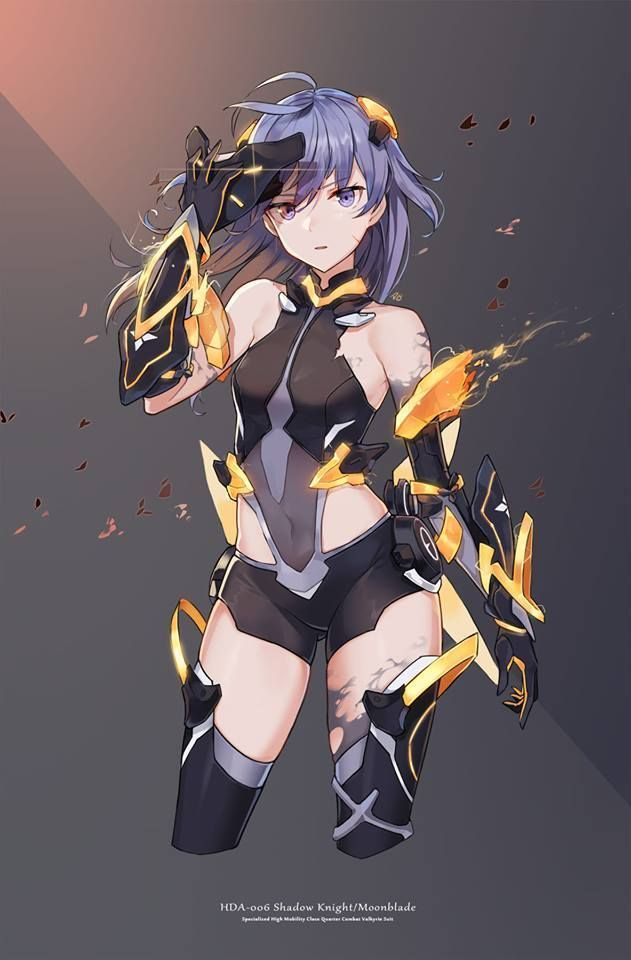 HDA-006 Shadow Knight/Moonblade
Specialized High Mobility Close Quarter Combat Valkyrie Suit